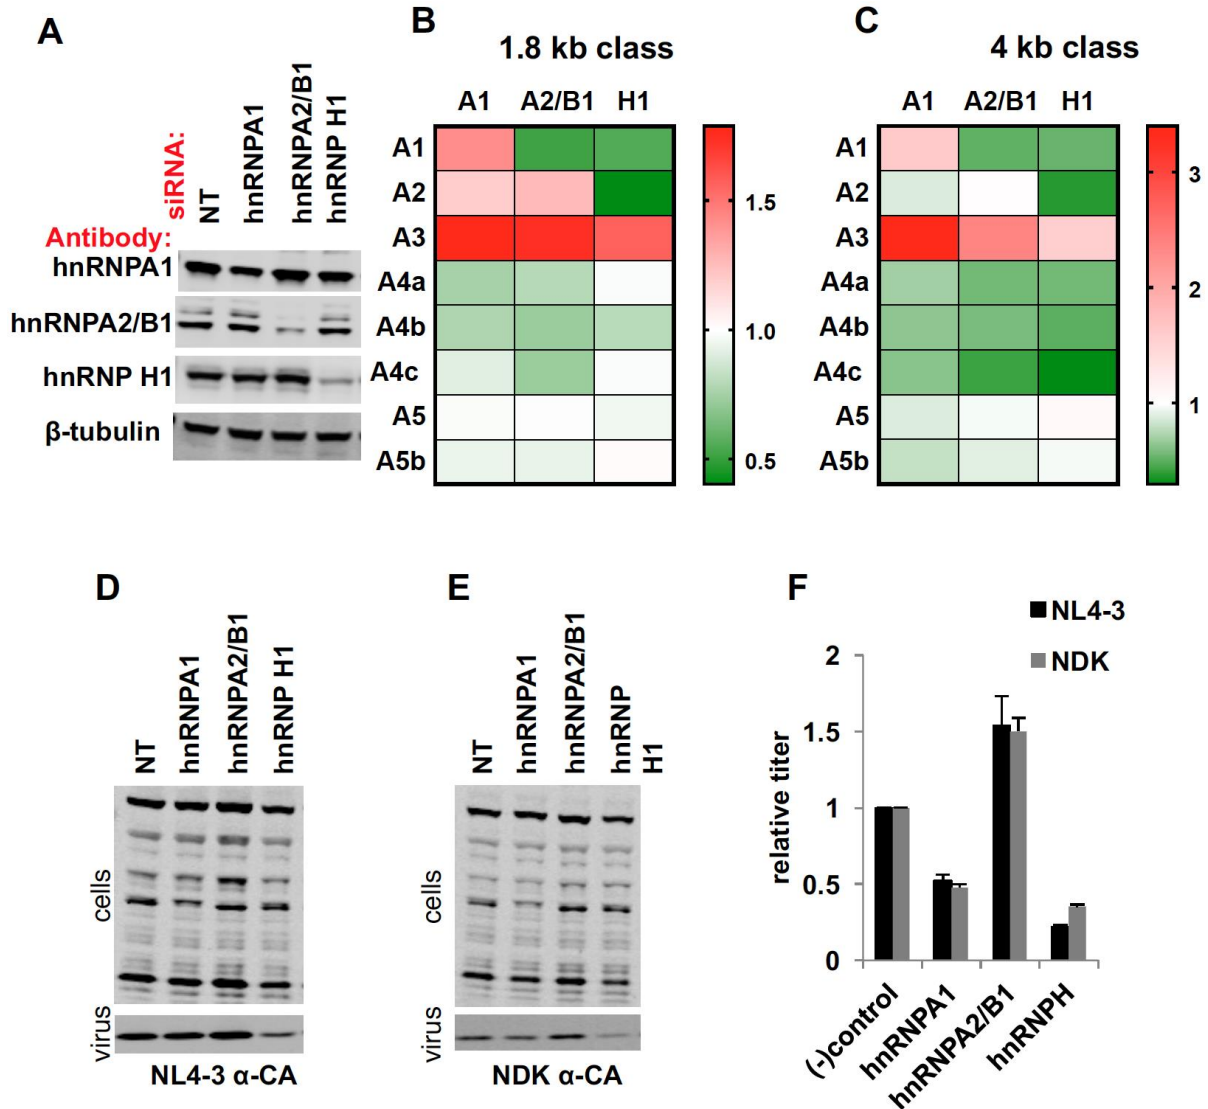 A
siRNA:
NT
hnRNPA1
hnRNPA2/B1
hnRNP H1
Antibody:
hnRNPA1
hnRNPA2/B1
hnRNP H1
β-tubulin
B
1.8 kb class
A1 A2/B1 H1
A1
A2
A3
A4a
A4b
A4c
A5
A5b
1.5
1.0
0.5
C
4 kb class
A1 A2/B1 H1
A1
A2
A3
A4a
A4b
A4c
A5
A5b
3
2
1
D
NT
hnRNPA1
hnRNPA2/B1
hnRNP H1
cells
virus
NL4-3 α-CA
E
NT
hnRNPA1
hnRNPA2/B1
hnRNP
H1
cells
virus
NDK α-CA
F
NL4-3
NDK
relative titer
2
1.5
1
0.5
0
(-)control
hnRNPA1
hnRNPA2/B1
hnRNPH